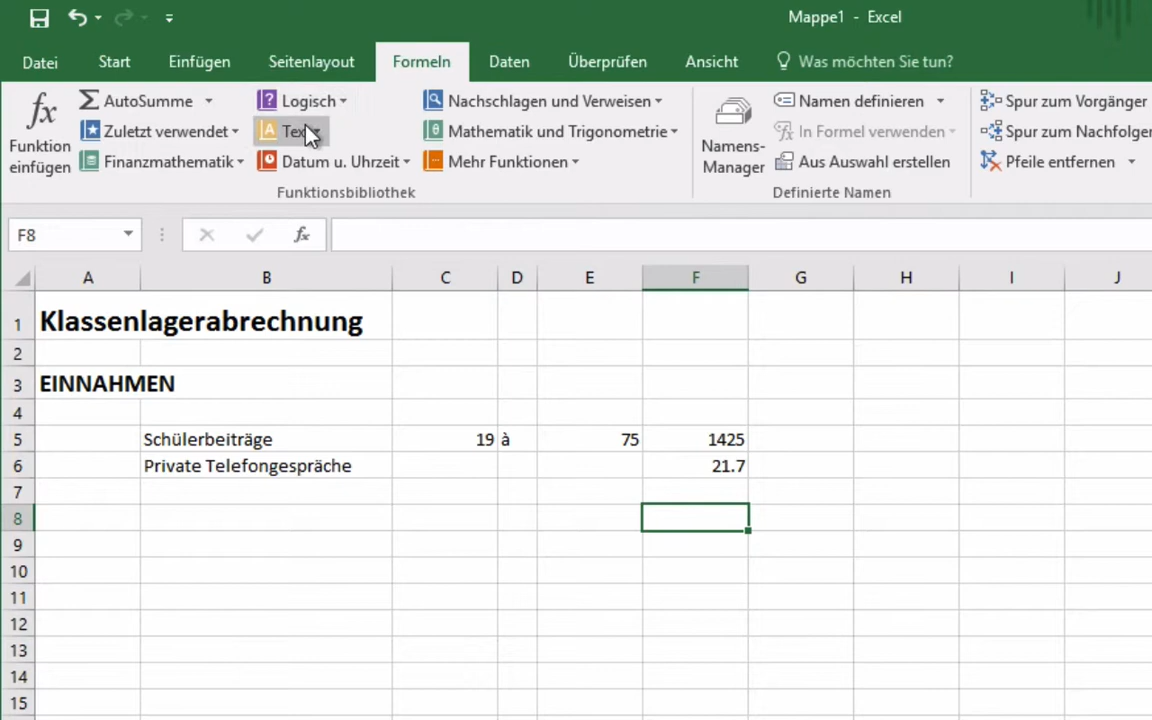 Mappe1 - Excel
Datei Start Einfügen Seitenlayout Formeln Daten Überprüfen Ansicht Was möchten Sie tun?
fx AutoSumme Logisch Nachschlagen und Verweisen Namen definieren Spur zum Vorgänger
Funktion einfügen Zuletzt verwendet Text Mathematik und Trigonometrie Namens-Manager In Formel verwenden Spur zum Nachfolger
Finanzmathematik Datum u. Uhrzeit Mehr Funktionen Aus Auswahl erstellen Pfeile entfernen
Funktionsbibliothek Definierte Namen
F8 fx
A B C D E F G H I J
1 Klassenlagerabrechnung
2
3 EINNAHMEN
4
5 Schülerbeiträge 19 à 75 1425
6 Private Telefongespräche 21.7
7
8
9
10
11
12
13
14
15